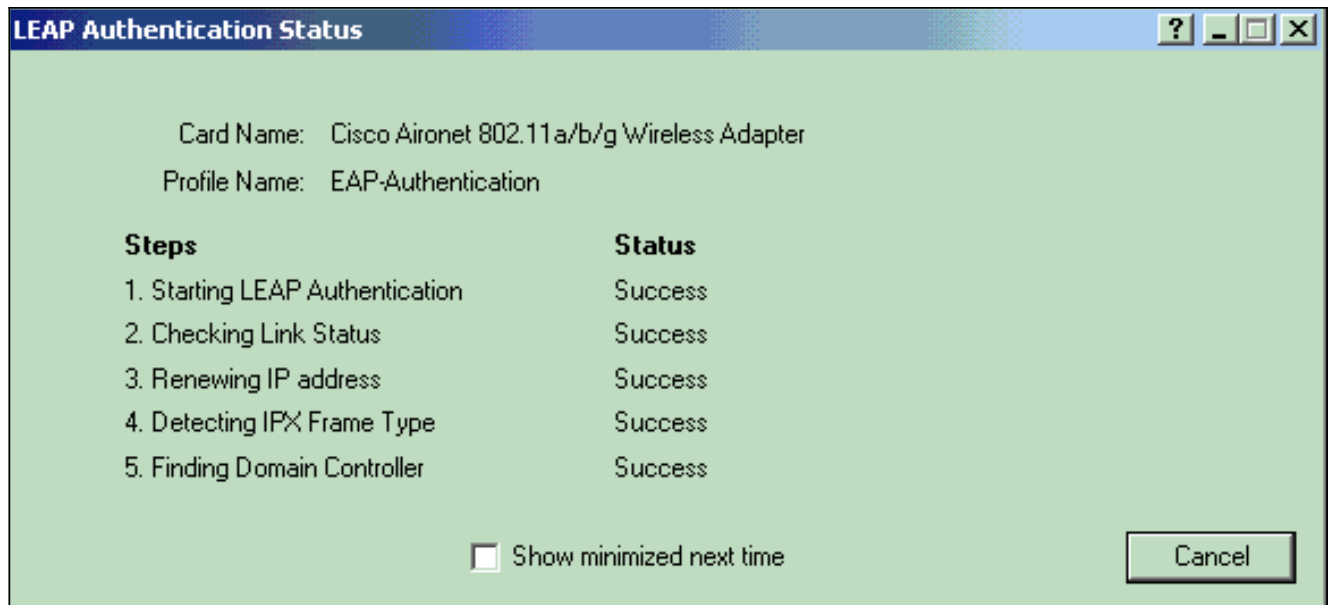 LEAP Authentication Status
Card Name: Cisco Aironet 802.11a/b/g Wireless Adapter
Profile Name: EAP-Authentication
Steps Status
1. Starting LEAP Authentication Success
2. Checking Link Status Success
3. Renewing IP address Success
4. Detecting IPX Frame Type Success
5. Finding Domain Controller Success
Show minimized next time
Cancel